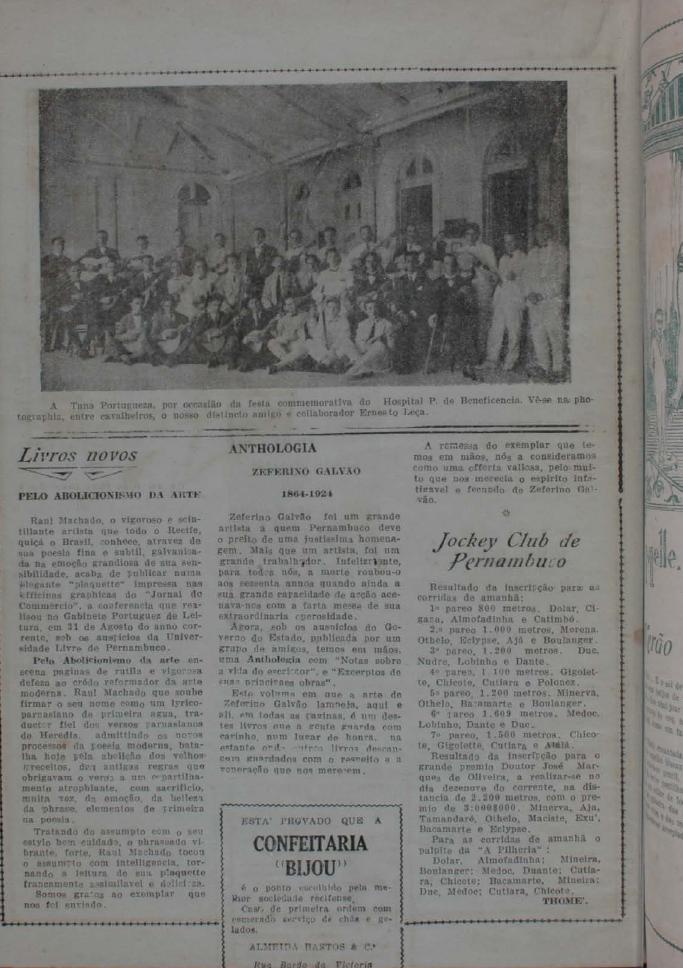 A Tuna Portugueza, por occasião da festa commemorativa do Hospital P. de Beneficencia. Vê-se na pho-
tographia, entre cavalheiros, o nosso distincto amigo e collaborador Ernesto Leça.
Livros novos
PELO ABOLICIONISMO DA ARTE
Raul Machado, o vigoroso e scin-
tillante artista que todo o Recife,
quiçá o Brasil, conhece, atravez de
sua poesia fina e subtil, galvanisa-
da na emoção grandiosa de sua sen-
sibilidade, acaba de publicar numa
elegante "plaquette" impressa nas
officinas graphicas do "Jornal do
Commercio", a conferencia que rea-
lisou no Gabinete Portuguez de Lei-
tura, em 31 de Agosto do anno cor-
rente, sob os auspicios da Univer-
sidade Livre de Pernambuco.
Pelo Abolicionismo da arte en-
scena paginas de rutila e vigorosa
defeza ao crédo reformador da arte
moderna. Raul Machado que soube
firmar o seu nome como um lyrico-
parnasiano de primeira agua, tra-
ductor fiel dos versos parnasianos
de Heredia, admittindo os novos
processos da poesia moderna, bata-
lha hoje pela abolição dos velhos
preceitos, das antigas regras que
obrigavam o verso a um
mento atrophiante, com sacrificio,
muita vez, da emoção, da belleza
da phrase, elementos de primeira
na poesia.
Tratando do assumpto com o seu
estylo bem cuidado, o phraseado vi-
brante, forte, Raul Machado tocou
o assumpto com intelligencia, tor-
nando a leitura de sua plaquette
francamente assimilavel e deliciosa.
Somos gratos ao exemplar que
nos foi enviado.
ANTHOLOGIA
ZEFERINO GALVÃO
1864-1924
Zeferino Galvão foi um grande
artista a quem Pernambuco deve
o preito de uma justissima homena-
gem. Mais que um artista, foi um
grande trabalhador. Infelizmente,
para todos nós, a morte roubou-o
aos sessenta annos quando ainda a
sua grande capacidade de acção ace-
nava-nos com a farta messe de sua
extraordinaria operosidade.
Agora, sob os auspicios do Go-
verno do Estado, publicada por um
grupo de amigos, temos em mãos,
uma Anthologia com "Notas sobre
a vida do escriptor", e "Excerptos de
suas principaes obras".
Este volume em que a arte de
Zeferino Galvão lampeja, aqui e
ali, em todas as paginas, é um des-
tes livros que a gente guarda com
carinho, num lugar de honra, na
estante onde outros livros descan-
çam guardados com o respeito e a
veneração que nos merecem.
ESTA' PROVADO QUE A
CONFEITARIA
"BIJOU"
é o ponto escolhido pela me-
lhor sociedade recifense.
Casa de primeira ordem com
esmerado serviço de chás e ge-
lados.
ALMEIDA BASTOS & C.ª
Rua Barão da Victoria
A remessa do exemplar que te-
mos em mãos, nós a consideramos
como uma offerta valiosa, pelo mui-
to que nos merecia o espirito infa-
tigavel e fecundo de Zeferino Gal-
vão.
Jockey Club de
Pernambuco
Resultado da inscripção para as
corridas de amanhã:
1º pareo 800 metros. Dolar, Ci-
gana, Almofadinha e Catimbó.
2.º pareo 1.000 metros, Morena,
Othelo, Eclypse, Ajá e Boulanger.
3º pareo, 1.200 metros. Duc,
Nudre, Lobinho e Dante.
4º pareo, 1.100 metros. Gigolet-
te, Chicote, Cutiara e Polonez.
5º pareo, 1.200 metros. Minerva,
Othelo, Bacamarte e Boulanger.
6º pareo 1.609 metros. Medoc,
Lobinho, Dante e Duc.
7º pareo, 1.500 metros. Chico-
te, Gigolette, Cutiara e
Resultado da inscripção para o
grande premio Doutor José Mar-
ques de Oliveira, a realizar-se no
dia dezenove do corrente, na dis-
tancia de 2.200 metros, com o pre-
mio de 3:000$000. Minerva, Aja,
Tamandaré, Othelo, Maciste, Exu',
Bacamarte e Eclypse.
Para as corridas de amanhã o
palpite da "A Pilheria":
Dolar, Almofadinha; Mineira,
Boulanger; Medoc, Duante; Cutia-
ra, Chicote; Bacamarte, Mineira;
Duc, Medoc; Cutiara, Chicote.
THOME'.